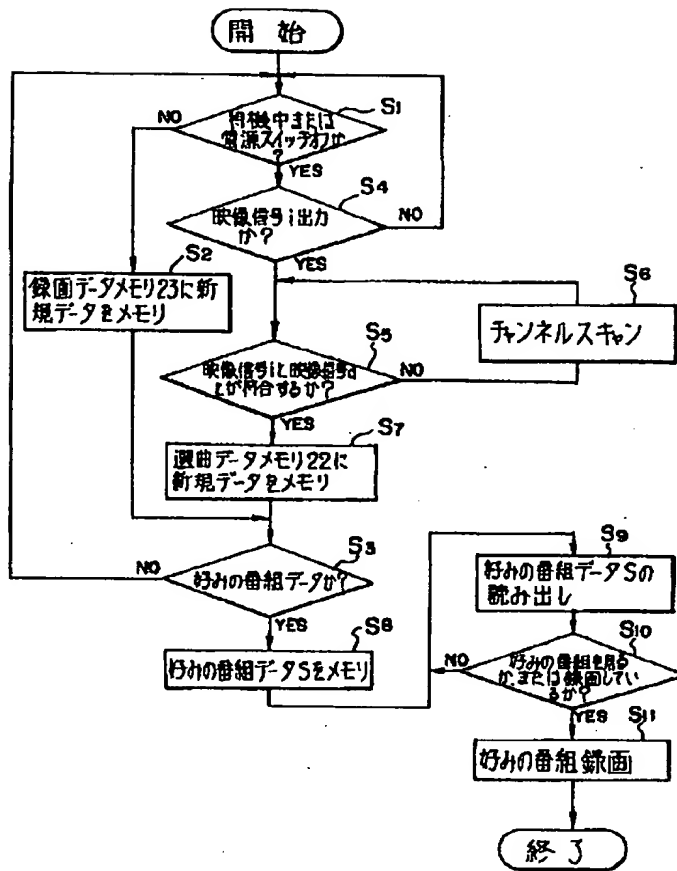 開始
S1
待機中または
電源スイッチオフか
?
NO
YES
S4
映像信号i出力
か?
NO
YES
S2
録画データメモリ23に新
規データをメモリ
S6
チャンネルスキャン
S5
映像信号iと映像信号d
とが符合するか?
NO
YES
S7
選曲データメモリ22に
新規データをメモリ
S3
好みの番組データか?
NO
YES
S8
好みの番組データSをメモリ
S9
好みの番組データSの
読み出し
S10
好みの番組を見る
か、または録画してい
るか?
NO
YES
S11
好みの番組録画
終了